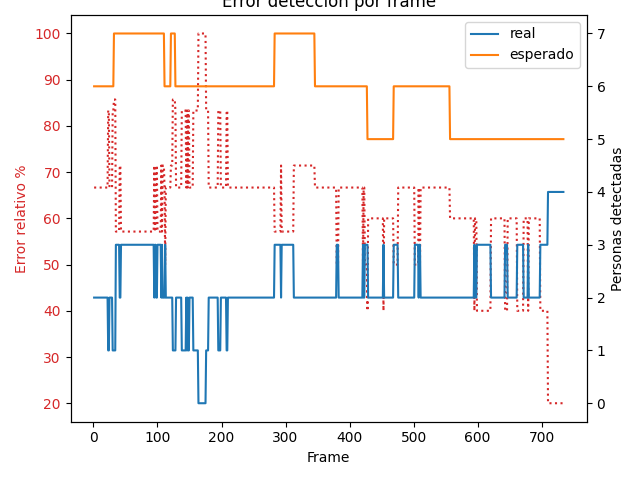 Error detección por frame
real
esperado
100
90
80
70
60
50
40
30
20
Error relativo %
7
6
5
4
3
2
1
0
Personas detectadas
0 100 200 300 400 500 600 700
Frame